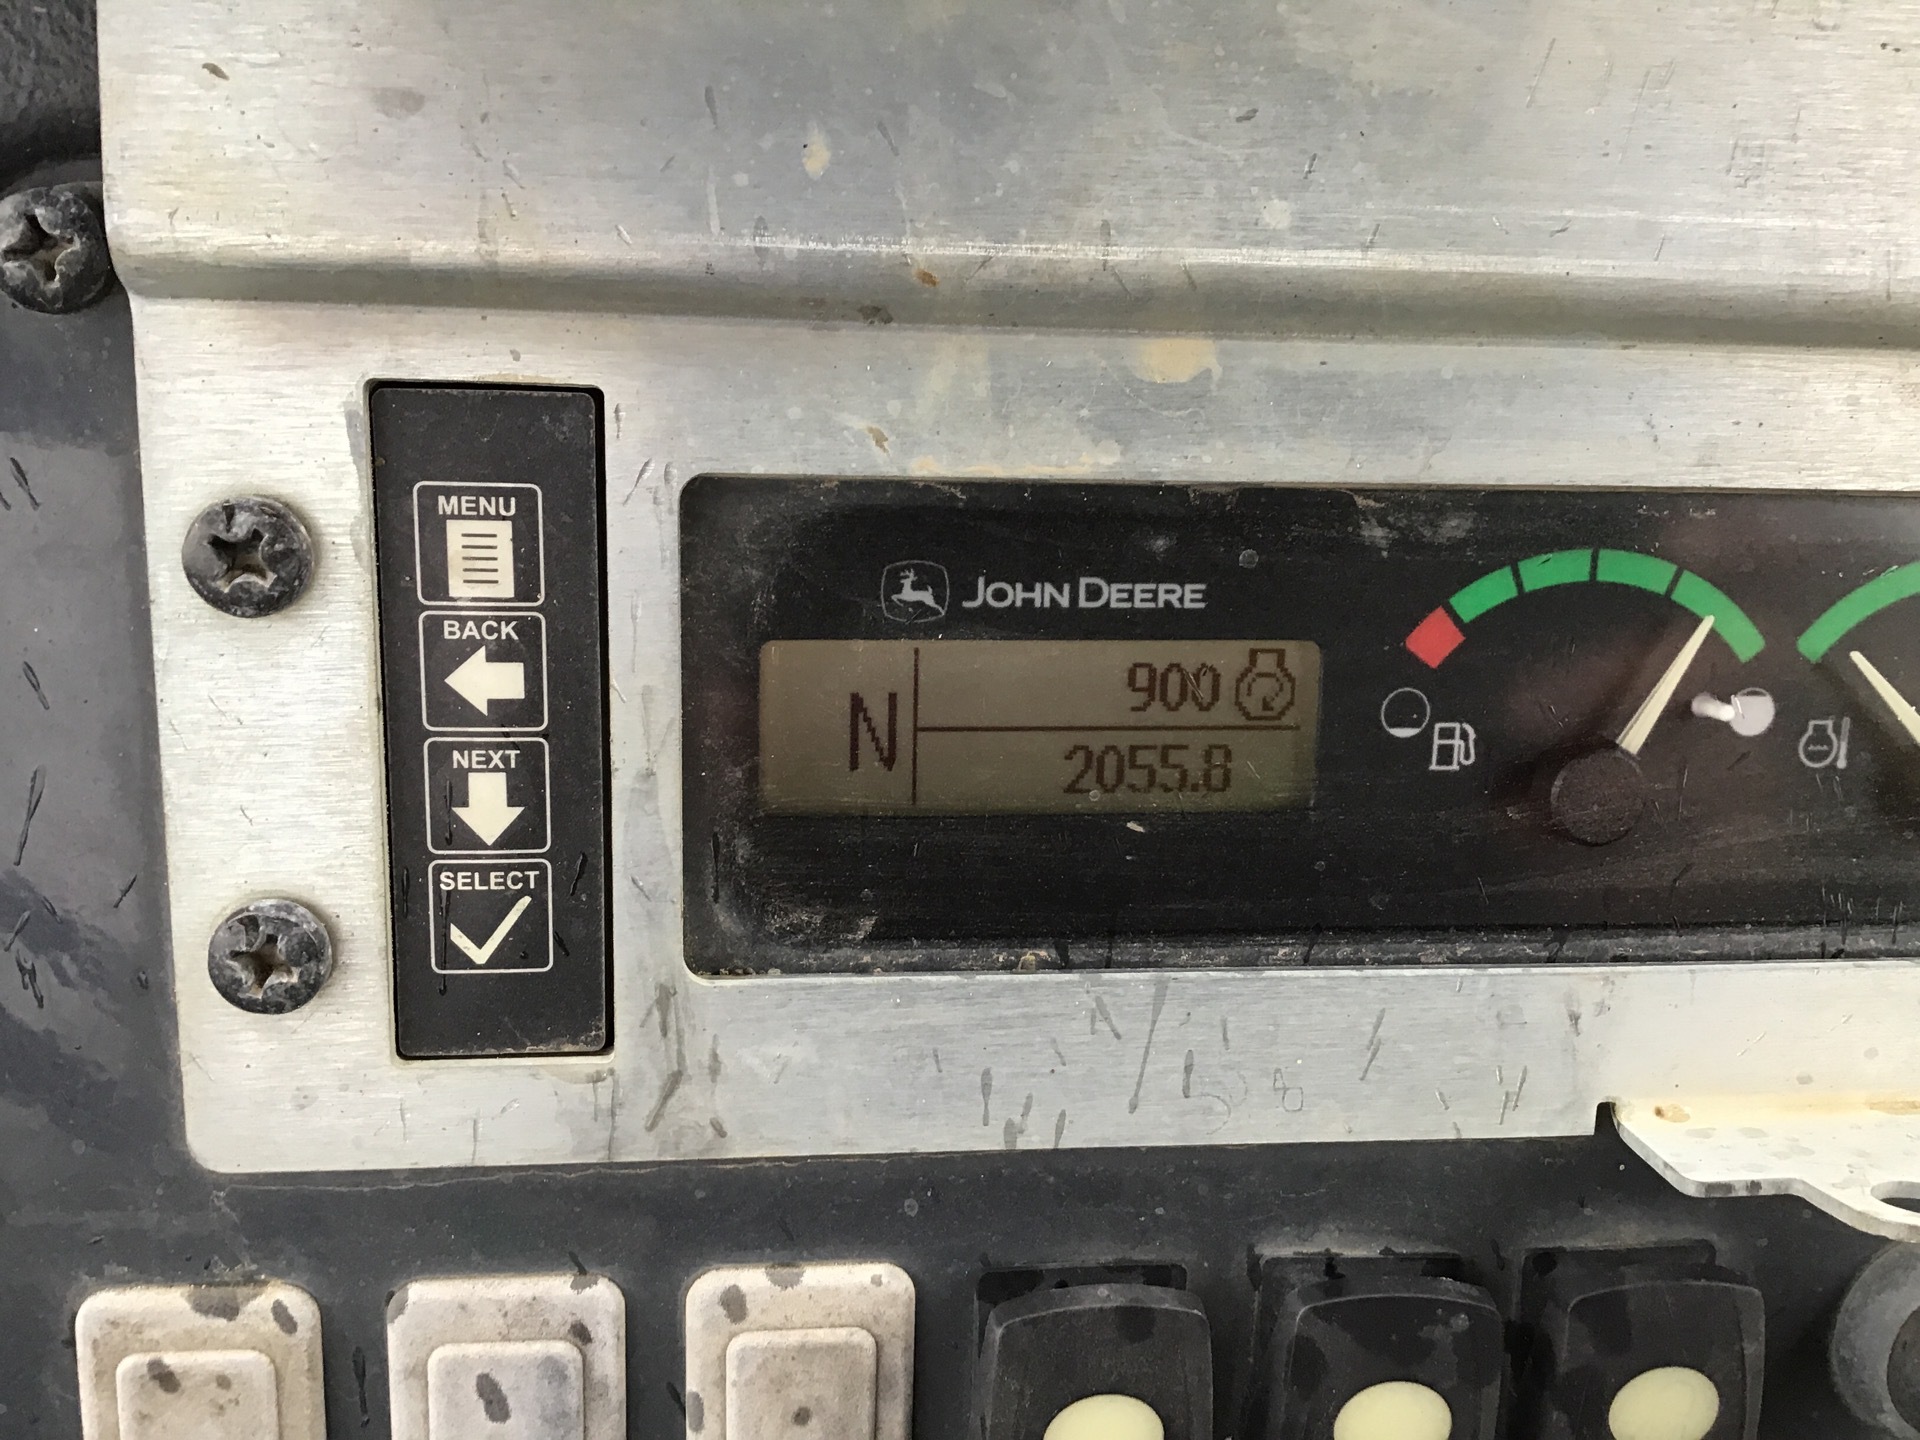 MENU
BACK
NEXT
SELECT
JOHN DEERE
N
900
2055.8